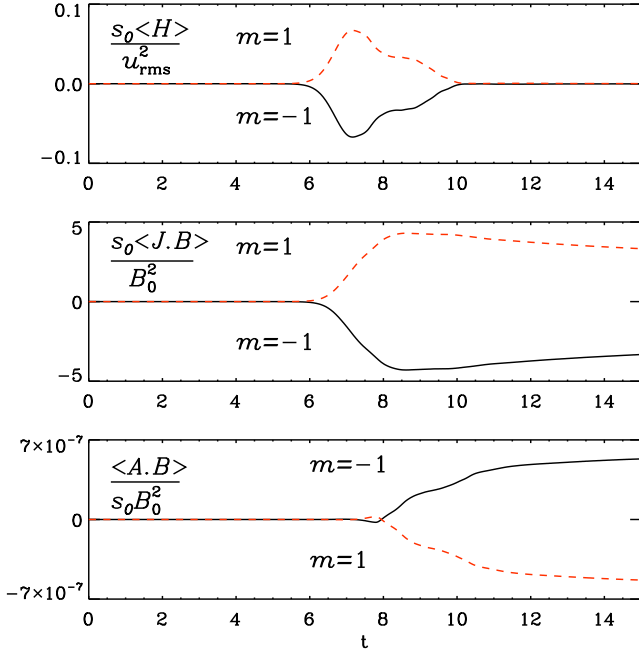 0.1
s₀<H>
u²rms
m=1
0.0
m=−1
−0.1
0 2 4 6 8 10 12 14
5
s₀<J.B>
B₀²
m=1
0
m=−1
−5
0 2 4 6 8 10 12 14
7×10⁻⁷
<A.B>
s₀B₀²
m=−1
0
m=1
−7×10⁻⁷
0 2 4 6 8 10 12 14
t